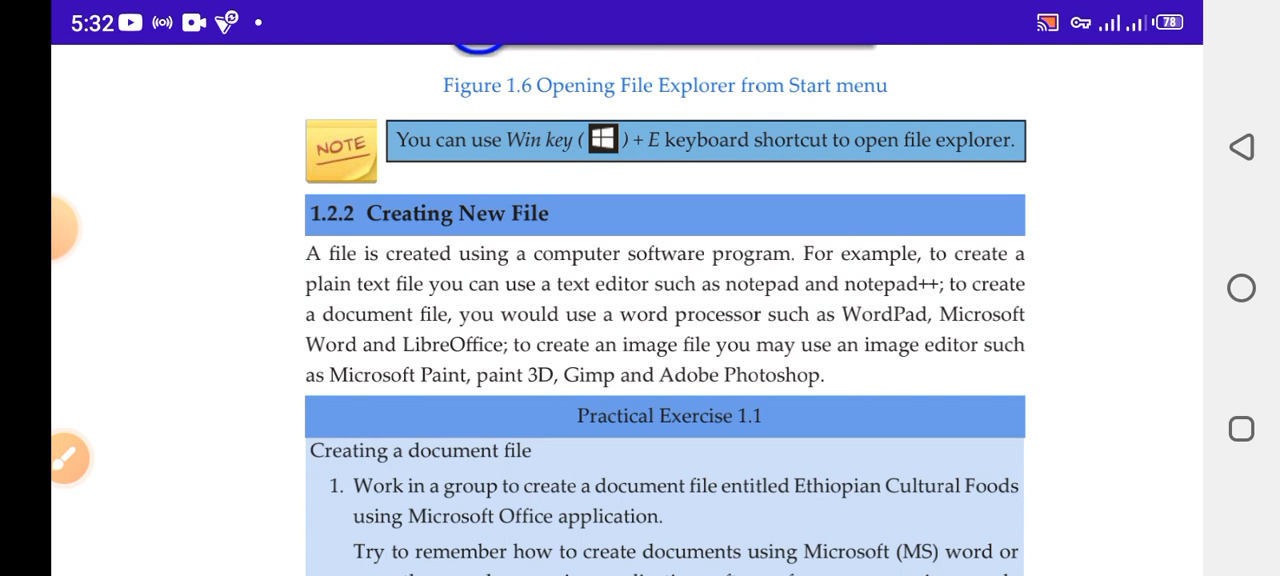 5:32
78
Figure 1.6 Opening File Explorer from Start menu
NOTE
You can use Win key ( ) + E keyboard shortcut to open file explorer.
1.2.2 Creating New File
A file is created using a computer software program. For example, to create a
plain text file you can use a text editor such as notepad and notepad++; to create
a document file, you would use a word processor such as WordPad, Microsoft
Word and LibreOffice; to create an image file you may use an image editor such
as Microsoft Paint, paint 3D, Gimp and Adobe Photoshop.
Practical Exercise 1.1
Creating a document file
1. Work in a group to create a document file entitled Ethiopian Cultural Foods
using Microsoft Office application.
Try to remember how to create documents using Microsoft (MS) word or